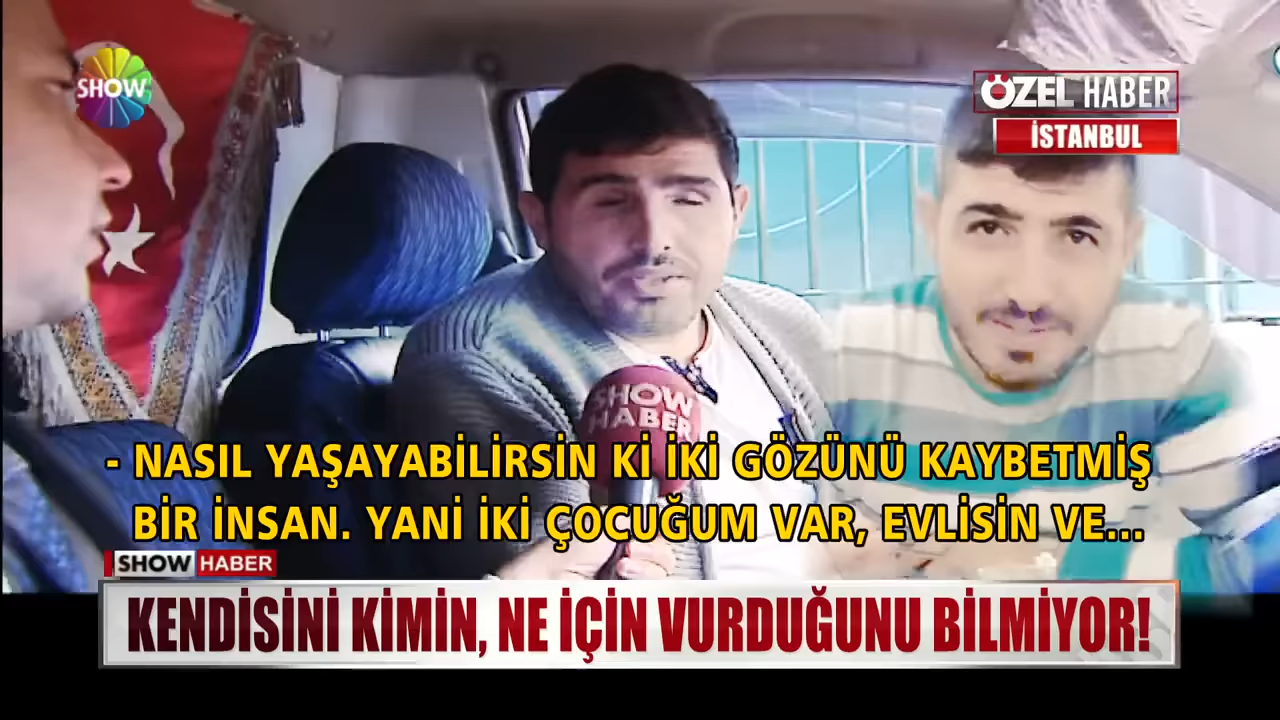 SHOW
ÖZEL HABER
İSTANBUL
SHOW
HABER
- NASIL YAŞAYABİLİRSİN Kİ İKİ GÖZÜNÜ KAYBETMİŞ
BİR İNSAN. YANİ İKİ ÇOCUĞUM VAR, EVLİSİN VE...
SHOW HABER
KENDİSİNİ KİMİN, NE İÇİN VURDUĞUNU BİLMİYOR!